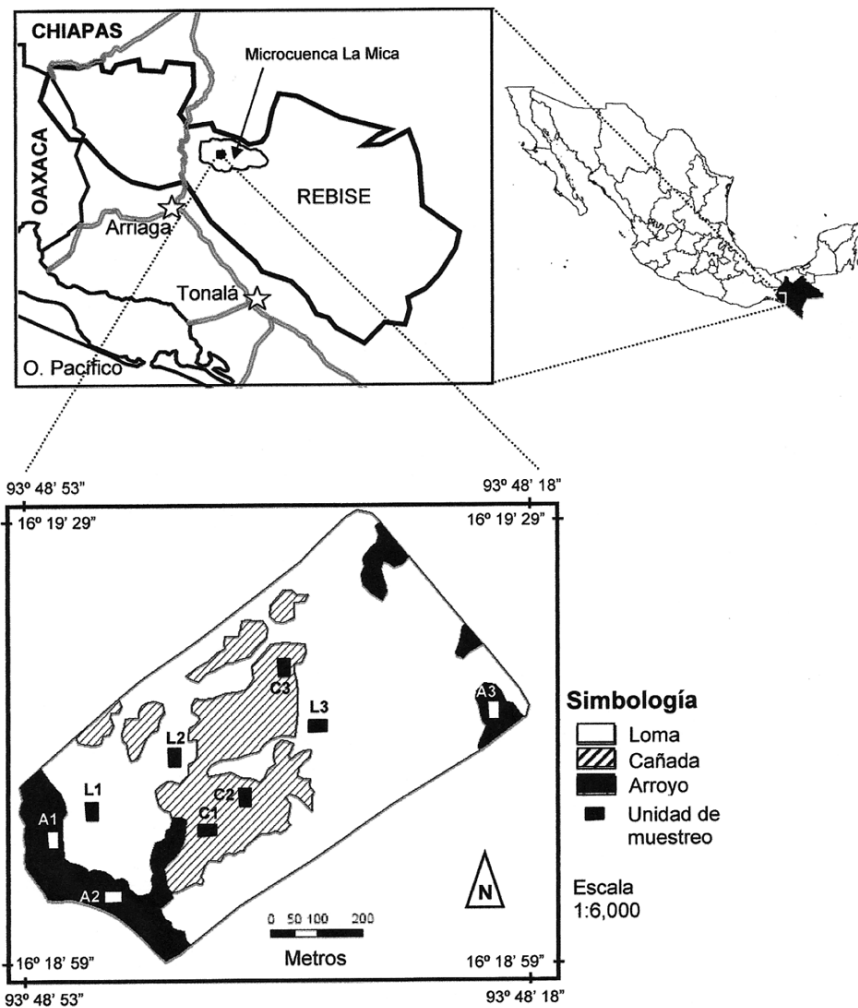 CHIAPAS
Microcuenca La Mica
OAXACA
REBISE
Arriaga
Tonalá
O. Pacífico
93º 48' 53”
93º 48' 18”
16º 19' 29”
16º 19' 29”
C3
A3
L3
L2
L1
C2
C1
A1
A2
N
0 50 100 200
Metros
16º 18' 59”
16º 18' 59”
93º 48' 53”
93º 48' 18”
Simbología
Loma
Cañada
Arroyo
Unidad de
muestreo
Escala
1:6,000